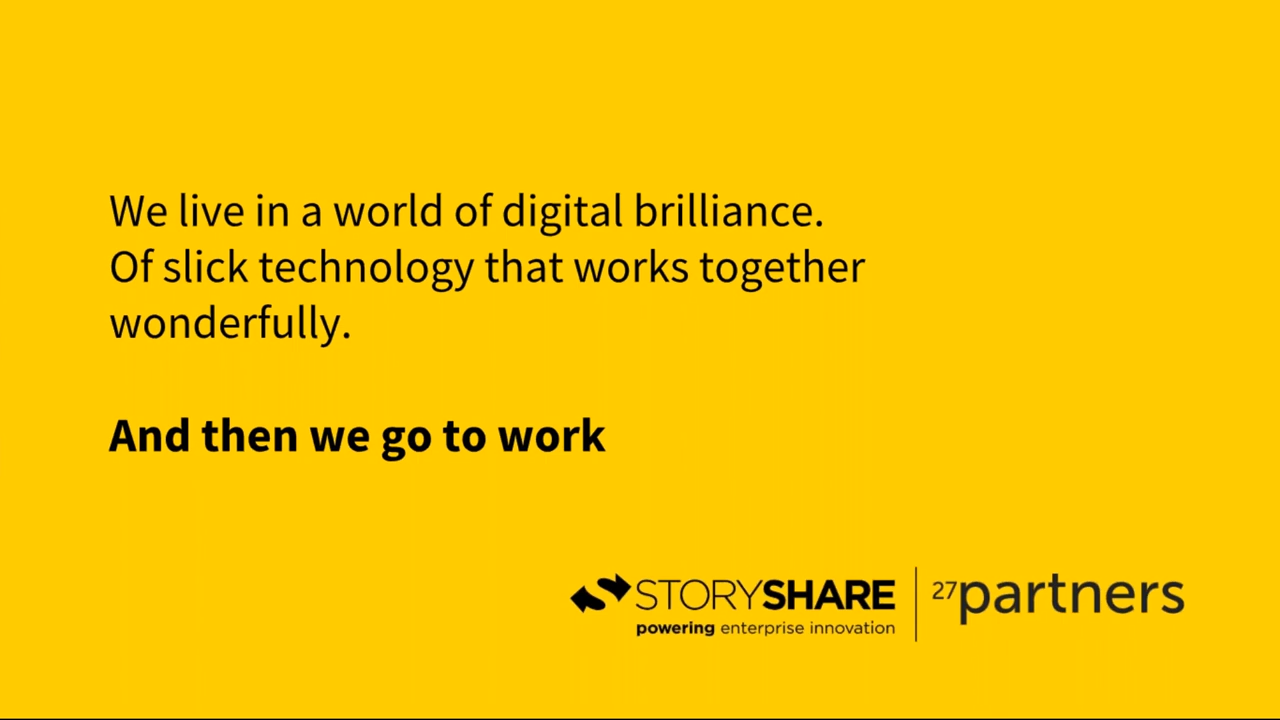 We live in a world of digital brilliance.
Of slick technology that works together
wonderfully.
And then we go to work
STORYSHARE
powering enterprise innovation
27partners